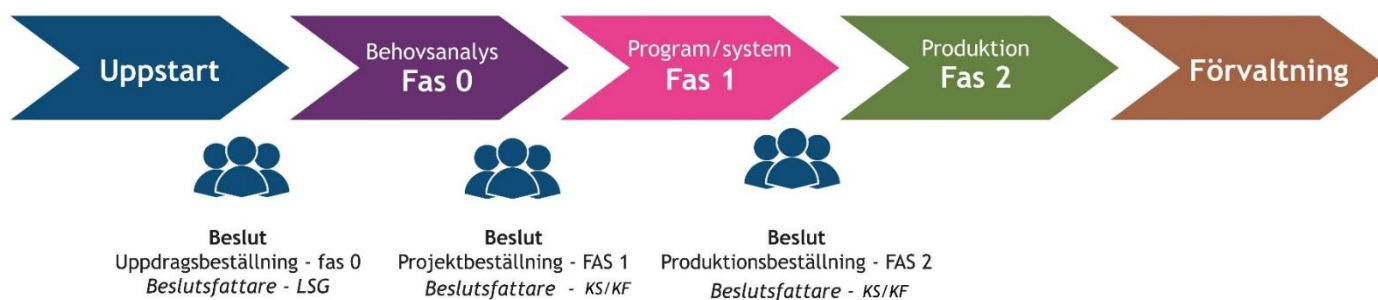 Uppstart
Behovsanalys
Fas 0
Program/system
Fas 1
Produktion
Fas 2
Förvaltning
Beslut
Uppdragsbeställning - fas 0
Beslutsfattare - LSG
Beslut
Projektbeställning - FAS 1
Beslutsfattare - KS/KF
Beslut
Produktionsbeställning - FAS 2
Beslutsfattare - KS/KF